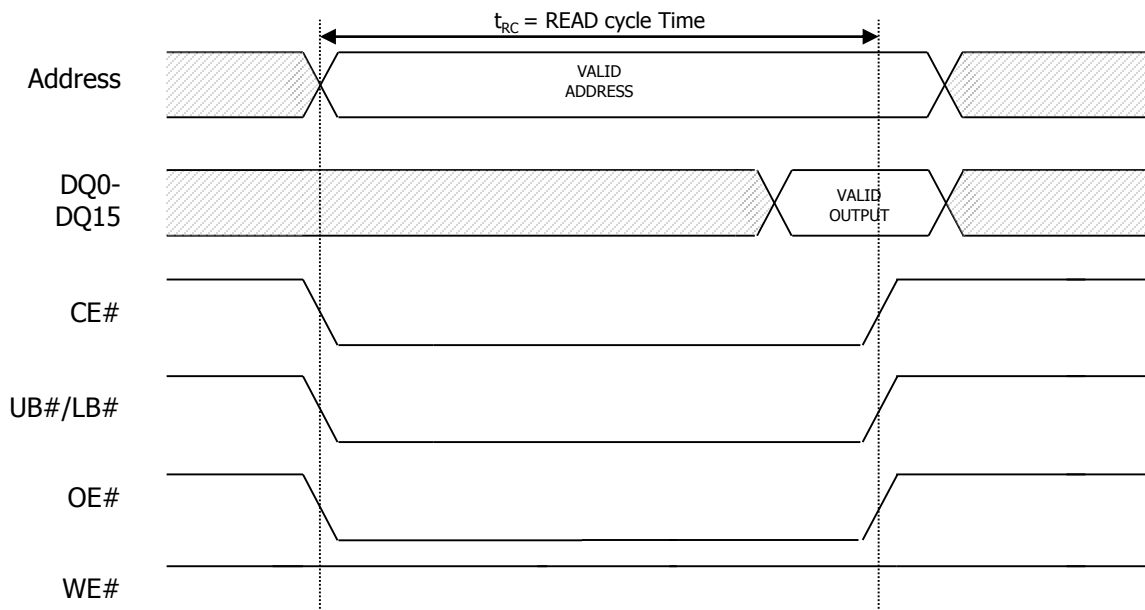 tRC = READ cycle Time
Address
VALID
ADDRESS
DQ0-
DQ15
VALID
OUTPUT
CE#
UB#/LB#
OE#
WE#